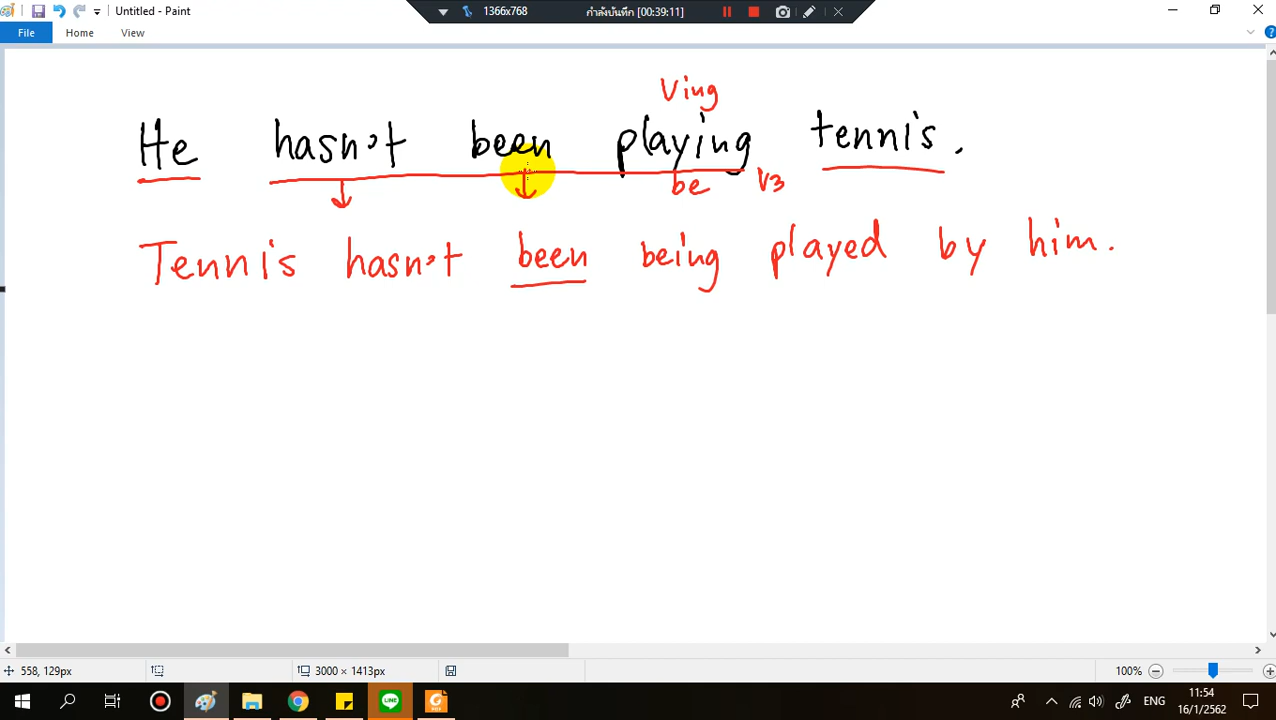 Untitled - Paint
1366x768
กำลังบันทึก [00:39:11]
File Home View
Ving
He hasn't been playing tennis.
be V3
Tennis hasn't been being played by him.
558, 129px
3000 × 1413px
100%
LINE
PDF
ENG
11:54
16/1/2562